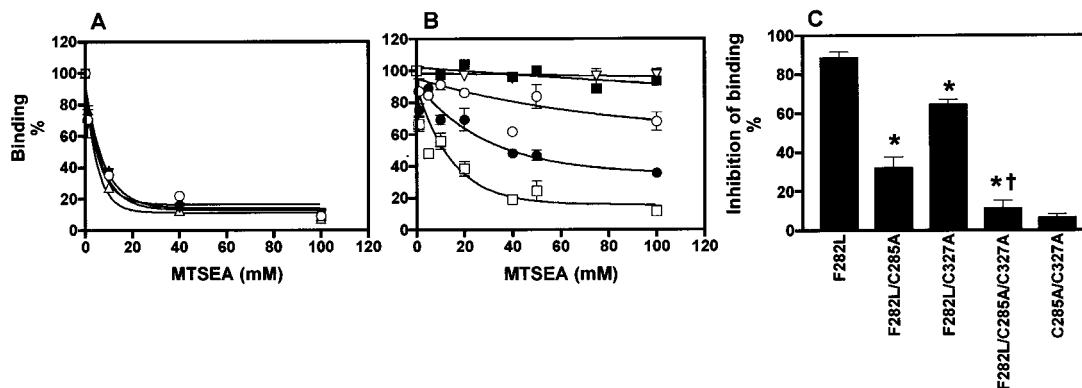 A
Binding
%
120
100
80
60
40
20
0
0 20 40 60 80 100 120
MTSEA (mM)
B
120
100
80
60
40
20
0
0 20 40 60 80 100 120
MTSEA (mM)
C
Inhibition of binding
%
100
80
60
40
20
0
*
*
*†
F282L
F282L/C285A
F282L/C327A
F282L/C285A/C327A
C285A/C327A